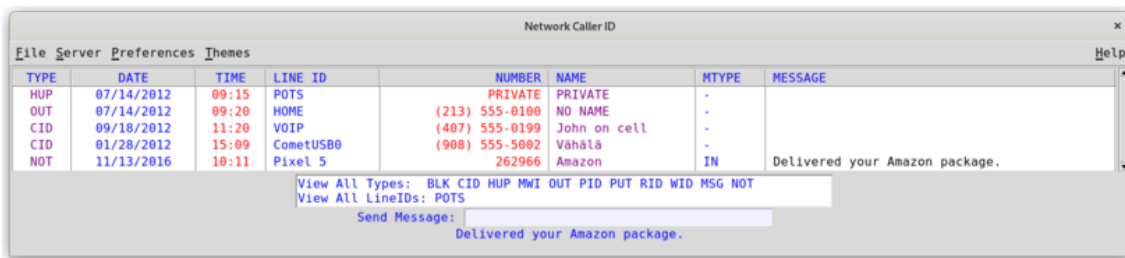 Network Caller ID ×
File Server Preferences Themes Help
TYPE DATE TIME LINE ID NUMBER NAME MTYPE MESSAGE
HUP 07/14/2012 09:15 POTS PRIVATE PRIVATE -
OUT 07/14/2012 09:20 HOME (213) 555-0100 NO NAME -
CID 09/18/2012 11:20 VOIP (407) 555-0199 John on cell -
CID 01/28/2012 15:09 CometUSB0 (908) 555-5002 Vähälä -
NOT 11/13/2016 10:11 Pixel 5 262966 Amazon IN Delivered your Amazon package.
View All Types: BLK CID HUP MWI OUT PID PUT RID WID MSG NOT
View All LineIDs: POTS
Send Message:
Delivered your Amazon package.